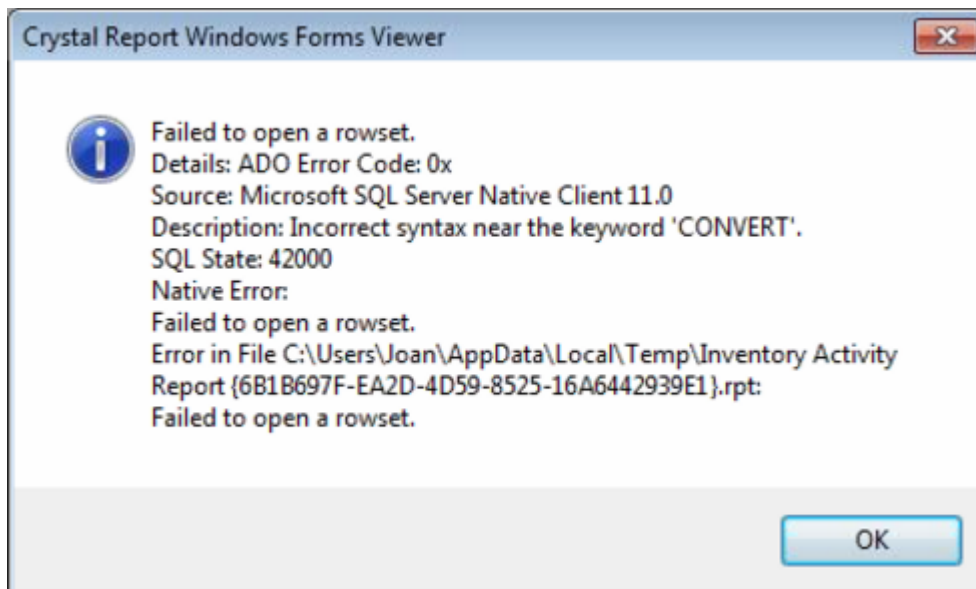 Crystal Report Windows Forms Viewer
Failed to open a rowset.
Details: ADO Error Code: 0x
Source: Microsoft SQL Server Native Client 11.0
Description: Incorrect syntax near the keyword 'CONVERT'.
SQL State: 42000
Native Error:
Failed to open a rowset.
Error in File C:\Users\Joan\AppData\Local\Temp\Inventory Activity
Report {6B1B697F-EA2D-4D59-8525-16A6442939E1}.rpt:
Failed to open a rowset.
OK